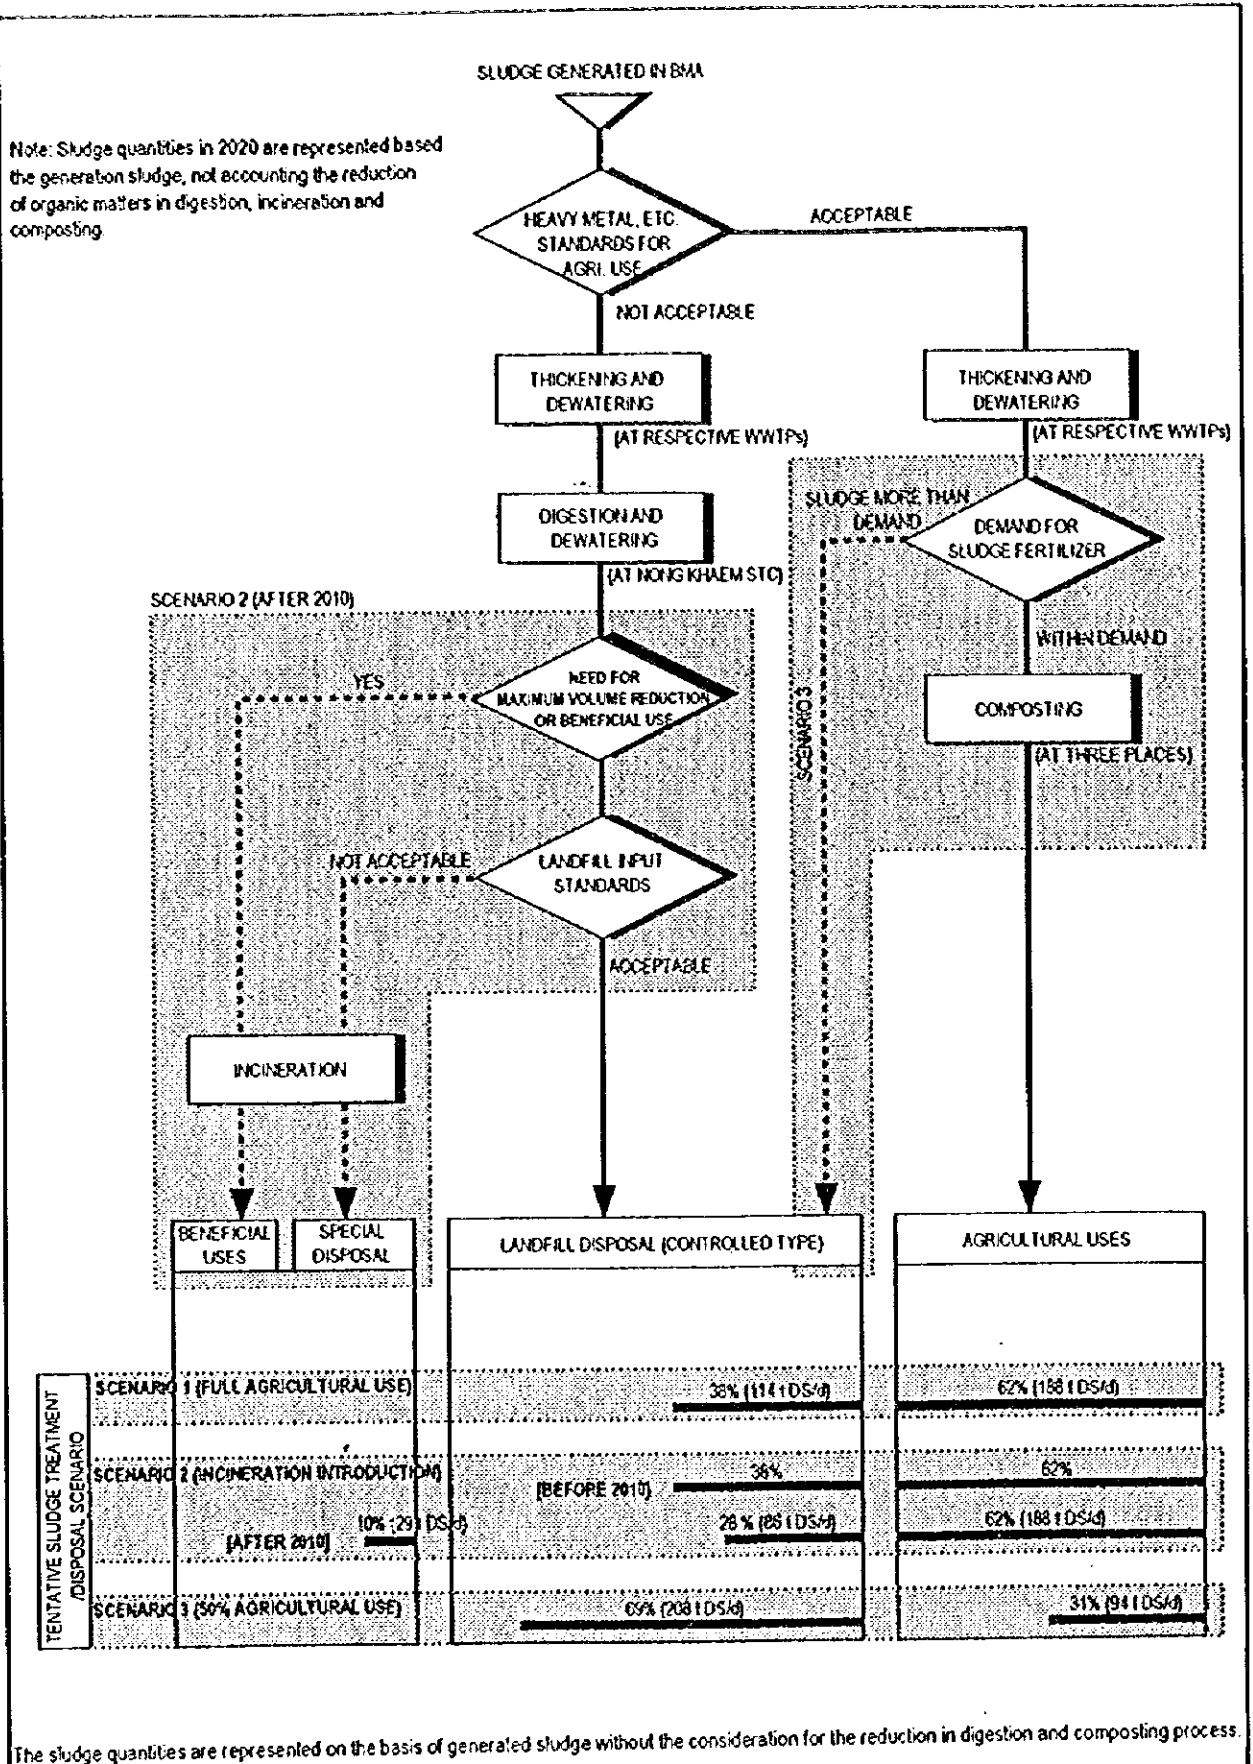 SLUDGE GENERATED IN BMA
Note: Sludge quantities in 2020 are represented based
the generation sludge, not accounting the reduction
of organic matters in digestion, incineration and
composting.
HEAVY METAL, ETC.
STANDARDS FOR
AGRI. USE
ACCEPTABLE
NOT ACCEPTABLE
THICKENING AND
DEWATERING
(AT RESPECTIVE WWTPs)
THICKENING AND
DEWATERING
(AT RESPECTIVE WWTPs)
DIGESTION AND
DEWATERING
(AT NONG KHAEM STC)
SLUDGE MORE THAN
DEMAND
DEMAND FOR
SLUDGE FERTILIZER
SCENARIO 2 (AFTER 2010)
WITHIN DEMAND
YES
NEED FOR
MAXIMUM VOLUME REDUCTION
OR BENEFICIAL USE
SCENARIO 3
COMPOSTING
(AT THREE PLACES)
NOT ACCEPTABLE
LANDFILL INPUT
STANDARDS
ACCEPTABLE
INCINERATION
BENEFICIAL
USES
SPECIAL
DISPOSAL
LANDFILL DISPOSAL (CONTROLLED TYPE)
AGRICULTURAL USES
TENTATIVE SLUDGE TREATMENT
/DISPOSAL SCENARIO
SCENARIO 1 (FULL AGRICULTURAL USE)
38% (114 t DS/d)
62% (188 t DS/d)
SCENARIO 2 (INCINERATION INTRODUCTION)
[BEFORE 2010]
38%
62%
[AFTER 2010]
10% (29 t DS/d)
28 % (85 t DS/d)
62% (188 t DS/d)
SCENARIO 3 (50% AGRICULTURAL USE)
69% (208 t DS/d)
31% (94 t DS/d)
The sludge quantities are represented on the basis of generated sludge without the consideration for the reduction in digestion and composting process.